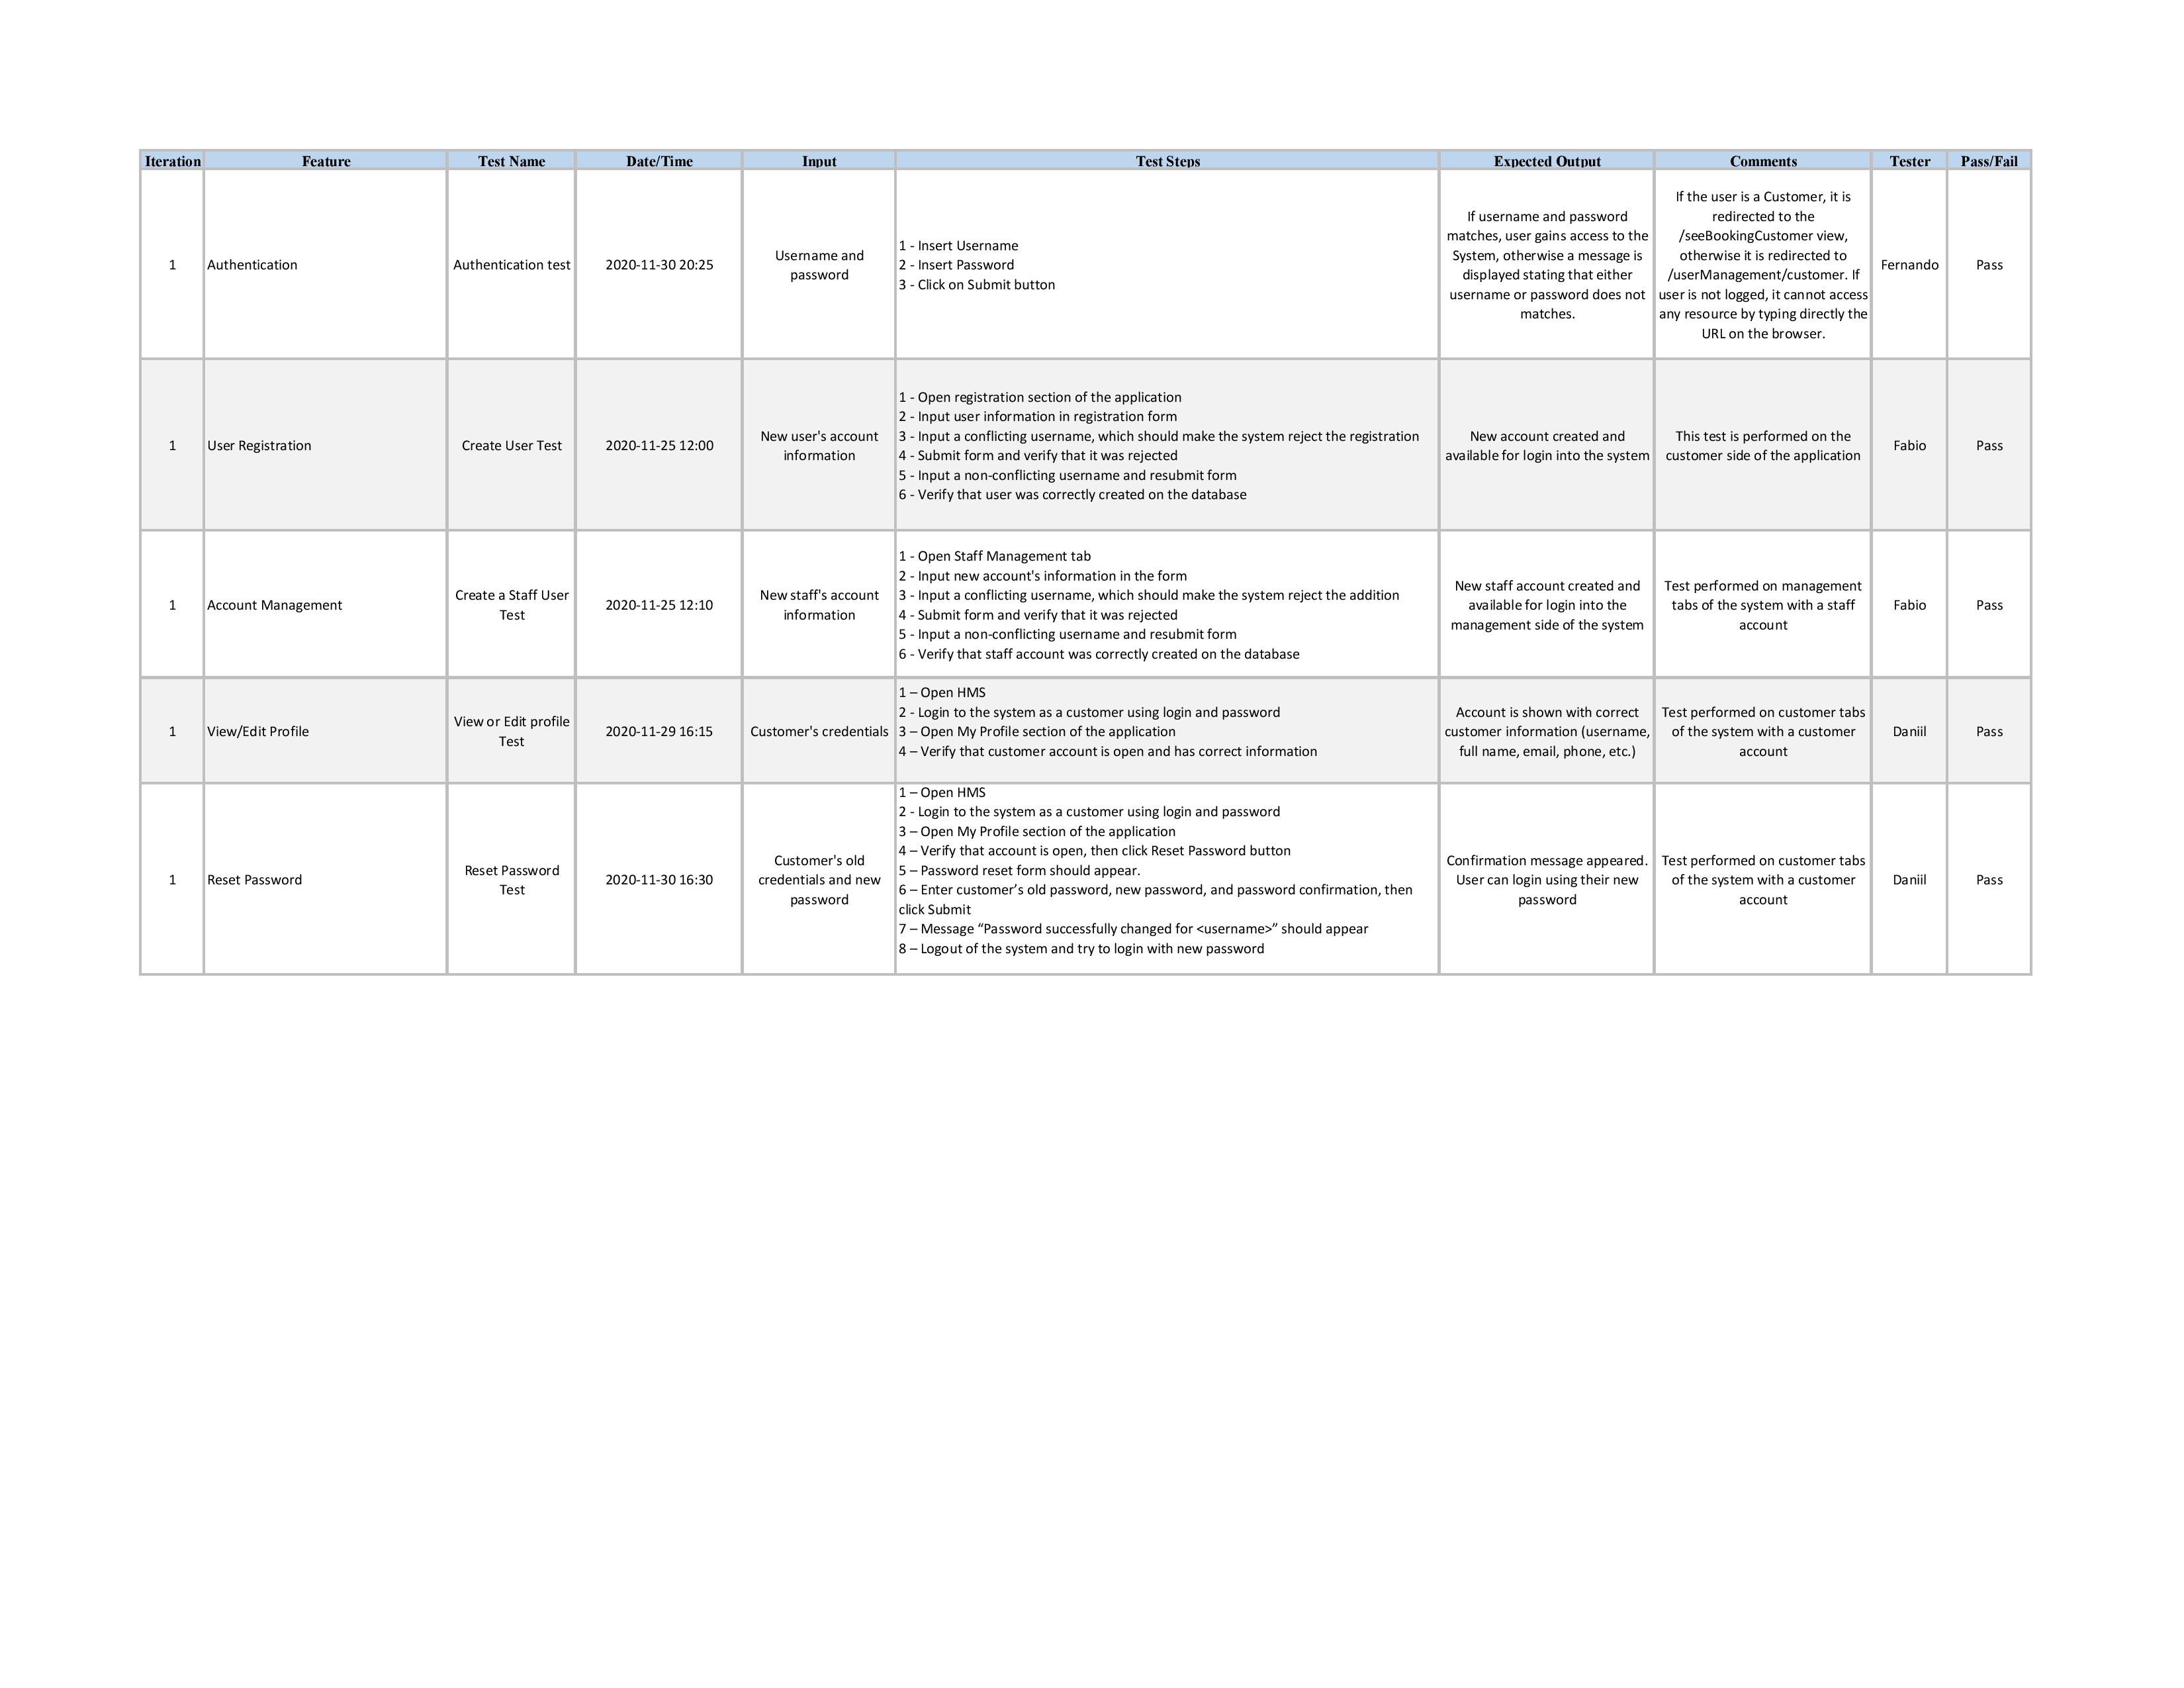 Iteration Feature Test Name Date/Time Input Test Steps Expected Output Comments Tester Pass/Fail
1
Authentication
Authentication test
2020-11-30 20:25
Username and
password
1 - Insert Username
2 - Insert Password
3 - Click on Submit button
If username and password
matches, user gains access to the
System, otherwise a message is
displayed stating that either
username or password does not
matches.
If the user is a Customer, it is
redirected to the
/seeBookingCustomer view,
otherwise it is redirected to
/userManagement/customer. If
user is not logged, it cannot access
any resource by typing directly the
URL on the browser.
Fernando
Pass
1
User Registration
Create User Test
2020-11-25 12:00
New user's account
information
1 - Open registration section of the application
2 - Input user information in registration form
3 - Input a conflicting username, which should make the system reject the registration
4 - Submit form and verify that it was rejected
5 - Input a non-conflicting username and resubmit form
6 - Verify that user was correctly created on the database
New account created and
available for login into the system
This test is performed on the
customer side of the application
Fabio
Pass
1
Account Management
Create a Staff User
Test
2020-11-25 12:10
New staff's account
information
1 - Open Staff Management tab
2 - Input new account's information in the form
3 - Input a conflicting username, which should make the system reject the addition
4 - Submit form and verify that it was rejected
5 - Input a non-conflicting username and resubmit form
6 - Verify that staff account was correctly created on the database
New staff account created and
available for login into the
management side of the system
Test performed on management
tabs of the system with a staff
account
Fabio
Pass
1
View/Edit Profile
View or Edit profile
Test
2020-11-29 16:15
Customer's credentials
1 – Open HMS
2 - Login to the system as a customer using login and password
3 – Open My Profile section of the application
4 – Verify that customer account is open and has correct information
Account is shown with correct
customer information (username,
full name, email, phone, etc.)
Test performed on customer tabs
of the system with a customer
account
Daniil
Pass
1
Reset Password
Reset Password
Test
2020-11-30 16:30
Customer's old
credentials and new
password
1 – Open HMS
2 - Login to the system as a customer using login and password
3 – Open My Profile section of the application
4 – Verify that account is open, then click Reset Password button
5 – Password reset form should appear.
6 – Enter customer’s old password, new password, and password confirmation, then
click Submit
7 – Message “Password successfully changed for <username>” should appear
8 – Logout of the system and try to login with new password
Confirmation message appeared.
User can login using their new
password
Test performed on customer tabs
of the system with a customer
account
Daniil
Pass